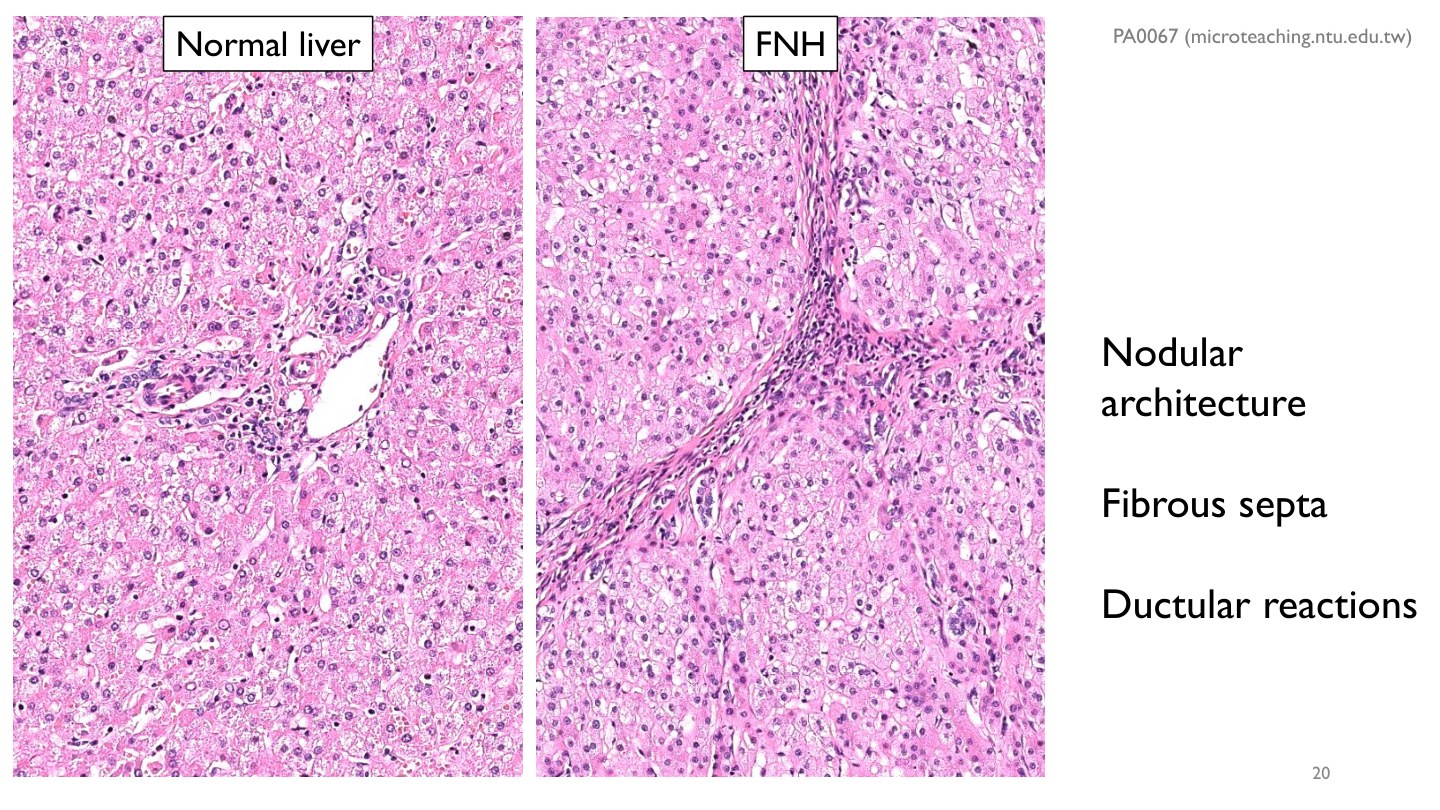 Normal liver
FNH
PA0067 (microteaching.ntu.edu.tw)
Nodular
architecture
Fibrous septa
Ductular reactions
20